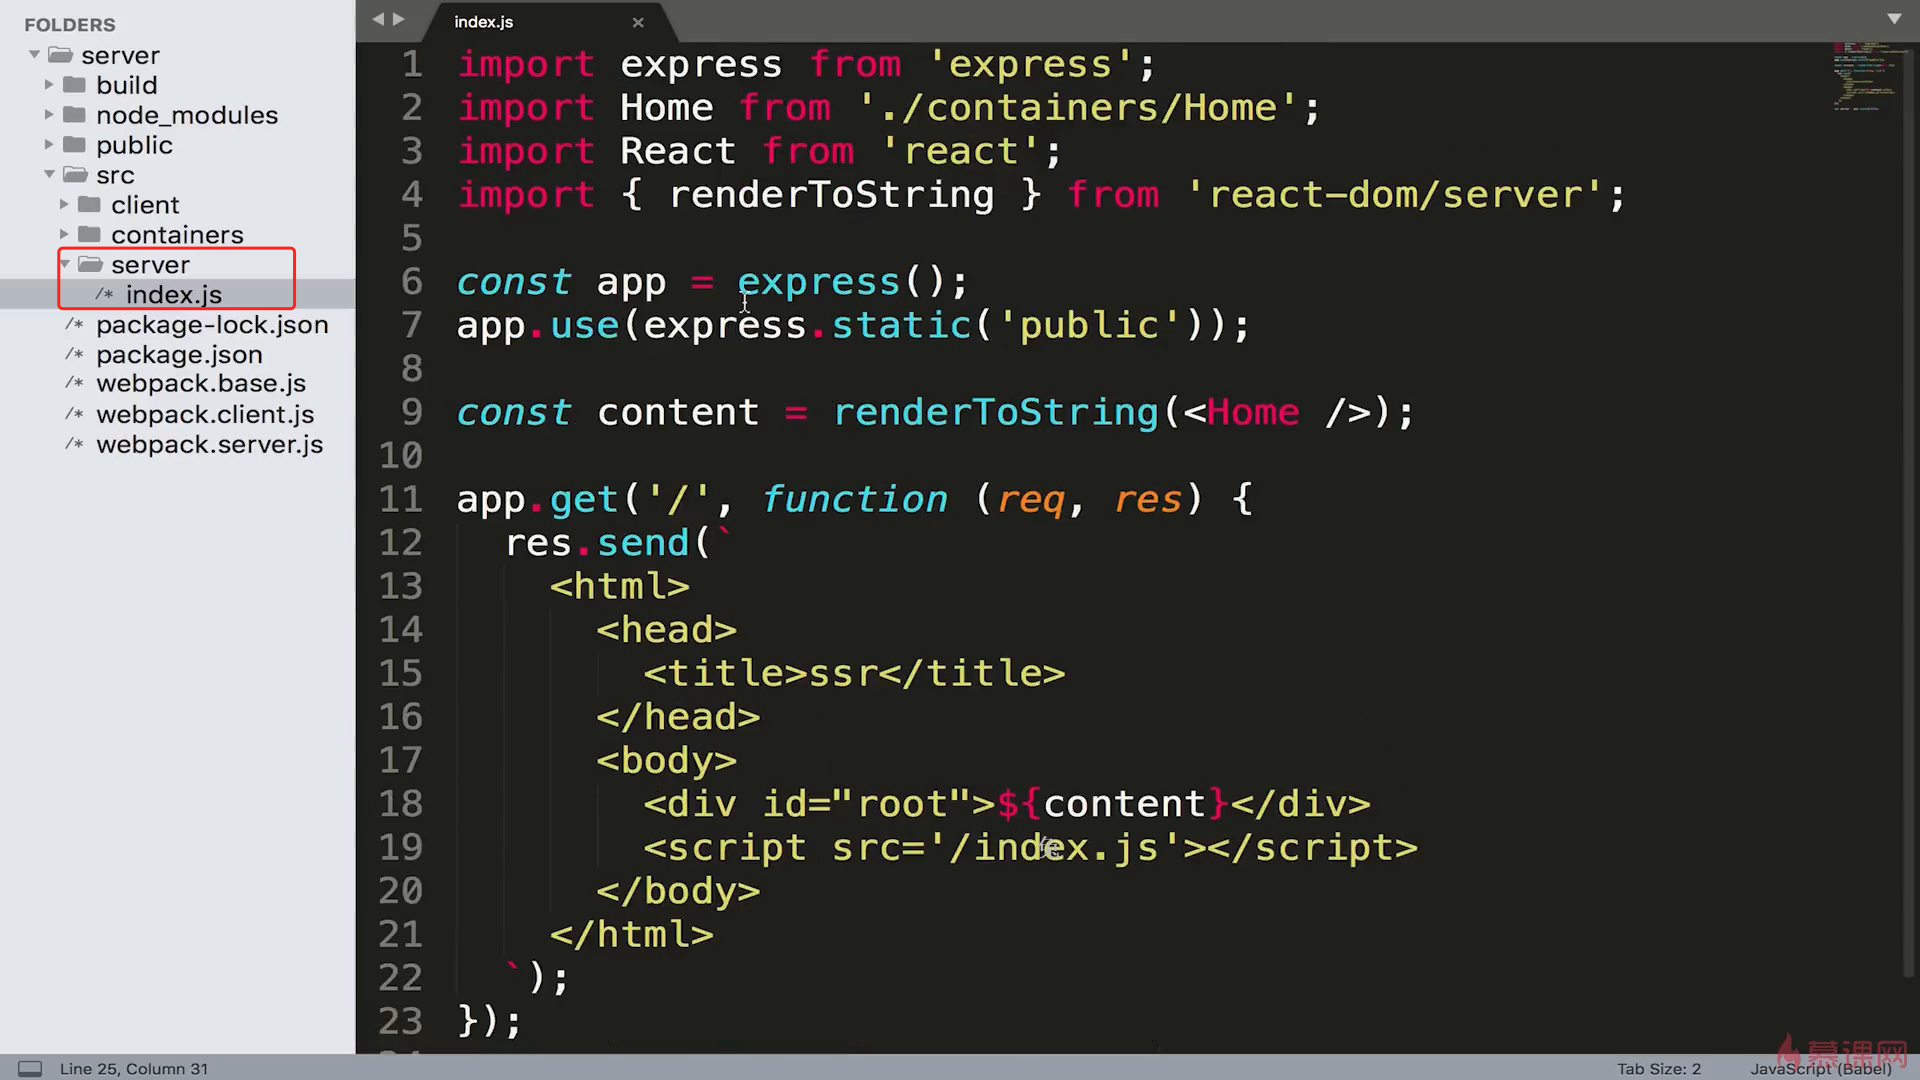 FOLDERS
server
build
node_modules
public
src
client
containers
server
/* index.js
/* package-lock.json
/* package.json
/* webpack.base.js
/* webpack.client.js
/* webpack.server.js
index.js ×
1 import express from 'express';
2 import Home from './containers/Home';
3 import React from 'react';
4 import { renderToString } from 'react-dom/server';
5
6 const app = express();
7 app.use(express.static('public'));
8
9 const content = renderToString(<Home />);
10
11 app.get('/', function (req, res) {
12 res.send(`
13 <html>
14 <head>
15 <title>ssr</title>
16 </head>
17 <body>
18 <div id="root">${content}</div>
19 <script src='/index.js'></script>
20 </body>
21 </html>
22 `);
23 });
Line 25, Column 31
Tab Size: 2
JavaScript (Babel)
慕课网